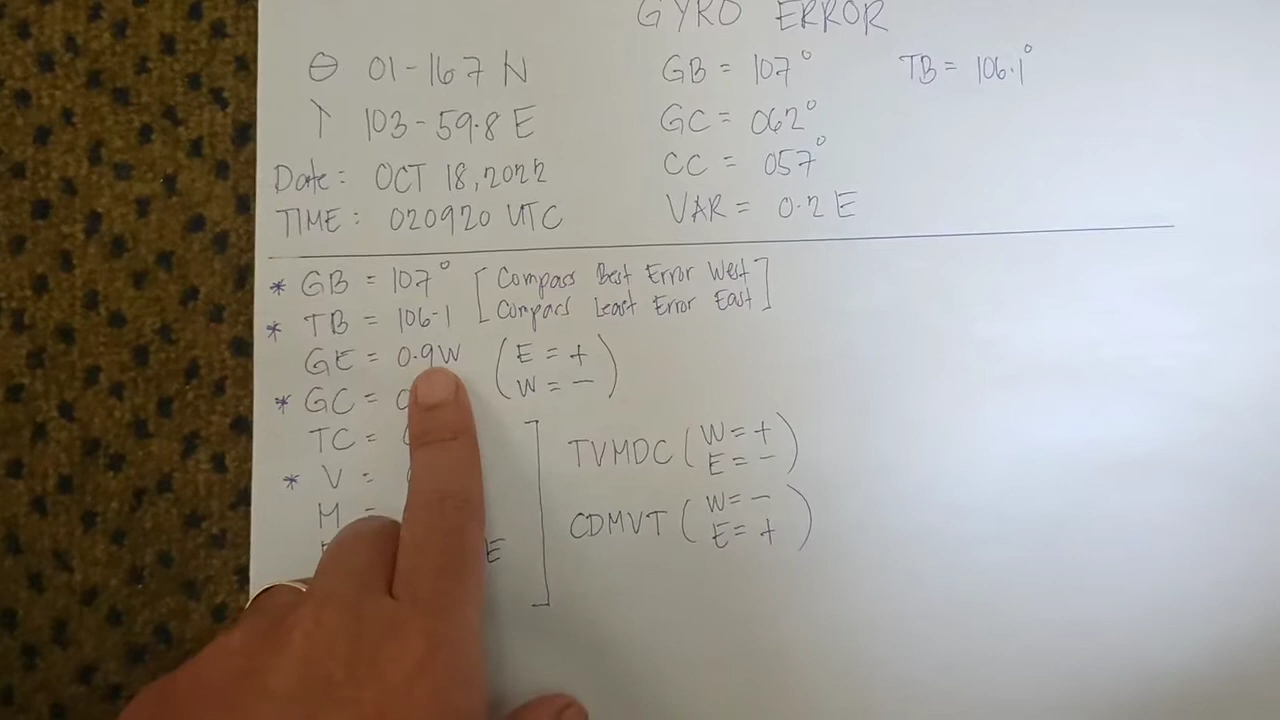 GYRO ERROR
θ 01-16.7 N
GB = 107° TB = 106.1°
λ 103-59.8 E
GC = 062°
Date: OCT 18, 2022
CC = 057°
TIME: 020920 UTC
VAR = 0.2 E
* GB = 107° [Compass Best Error West
* TB = 106.1 Compass Least Error East]
GE = 0.9W (E = +
W = -)
* GC = 0
TC =
* V =
M =
E
TVMDC (W = +
E = -)
CDMVT (W = -
E = +)